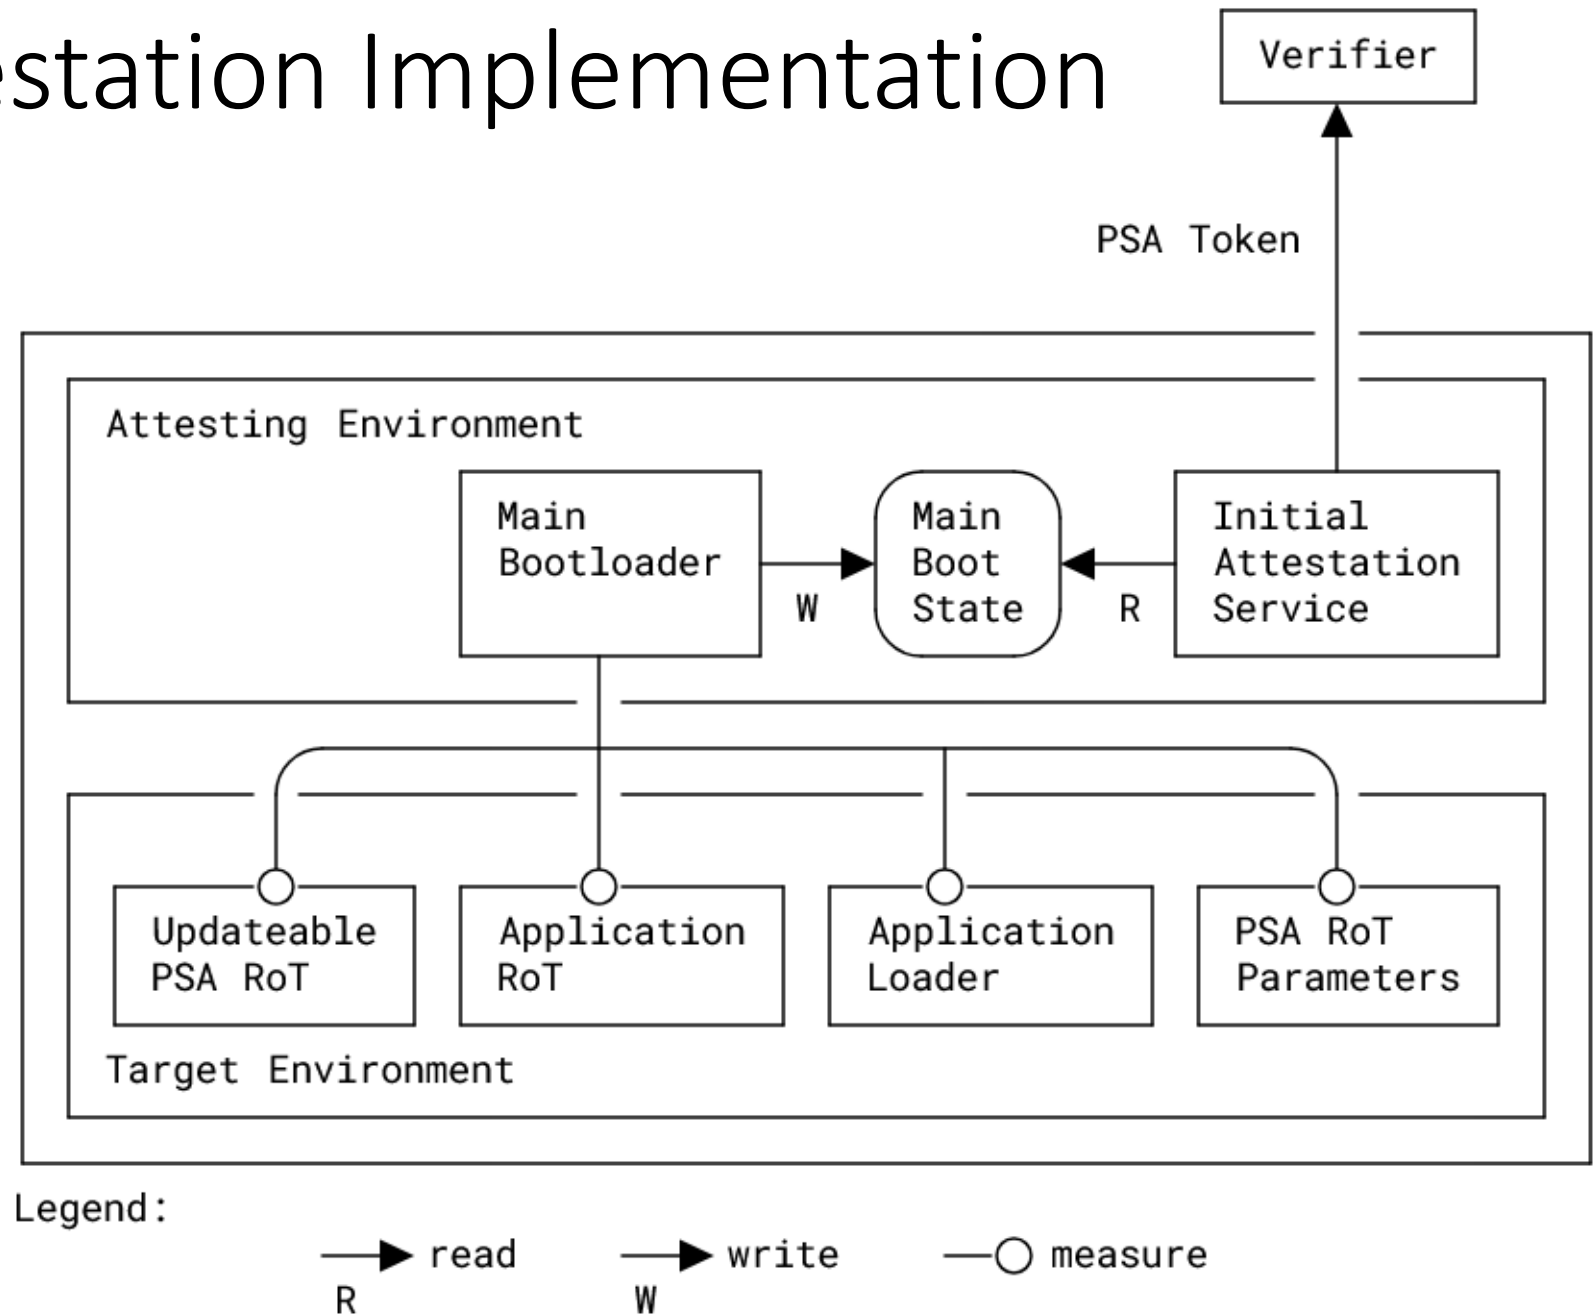 estation Implementation
Verifier
PSA Token
Attesting Environment
Main
Bootloader
W
Main
Boot
State
R
Initial
Attestation
Service
Updateable
PSA RoT
Application
RoT
Application
Loader
PSA RoT
Parameters
Target Environment
Legend:
read
R
write
W
measure